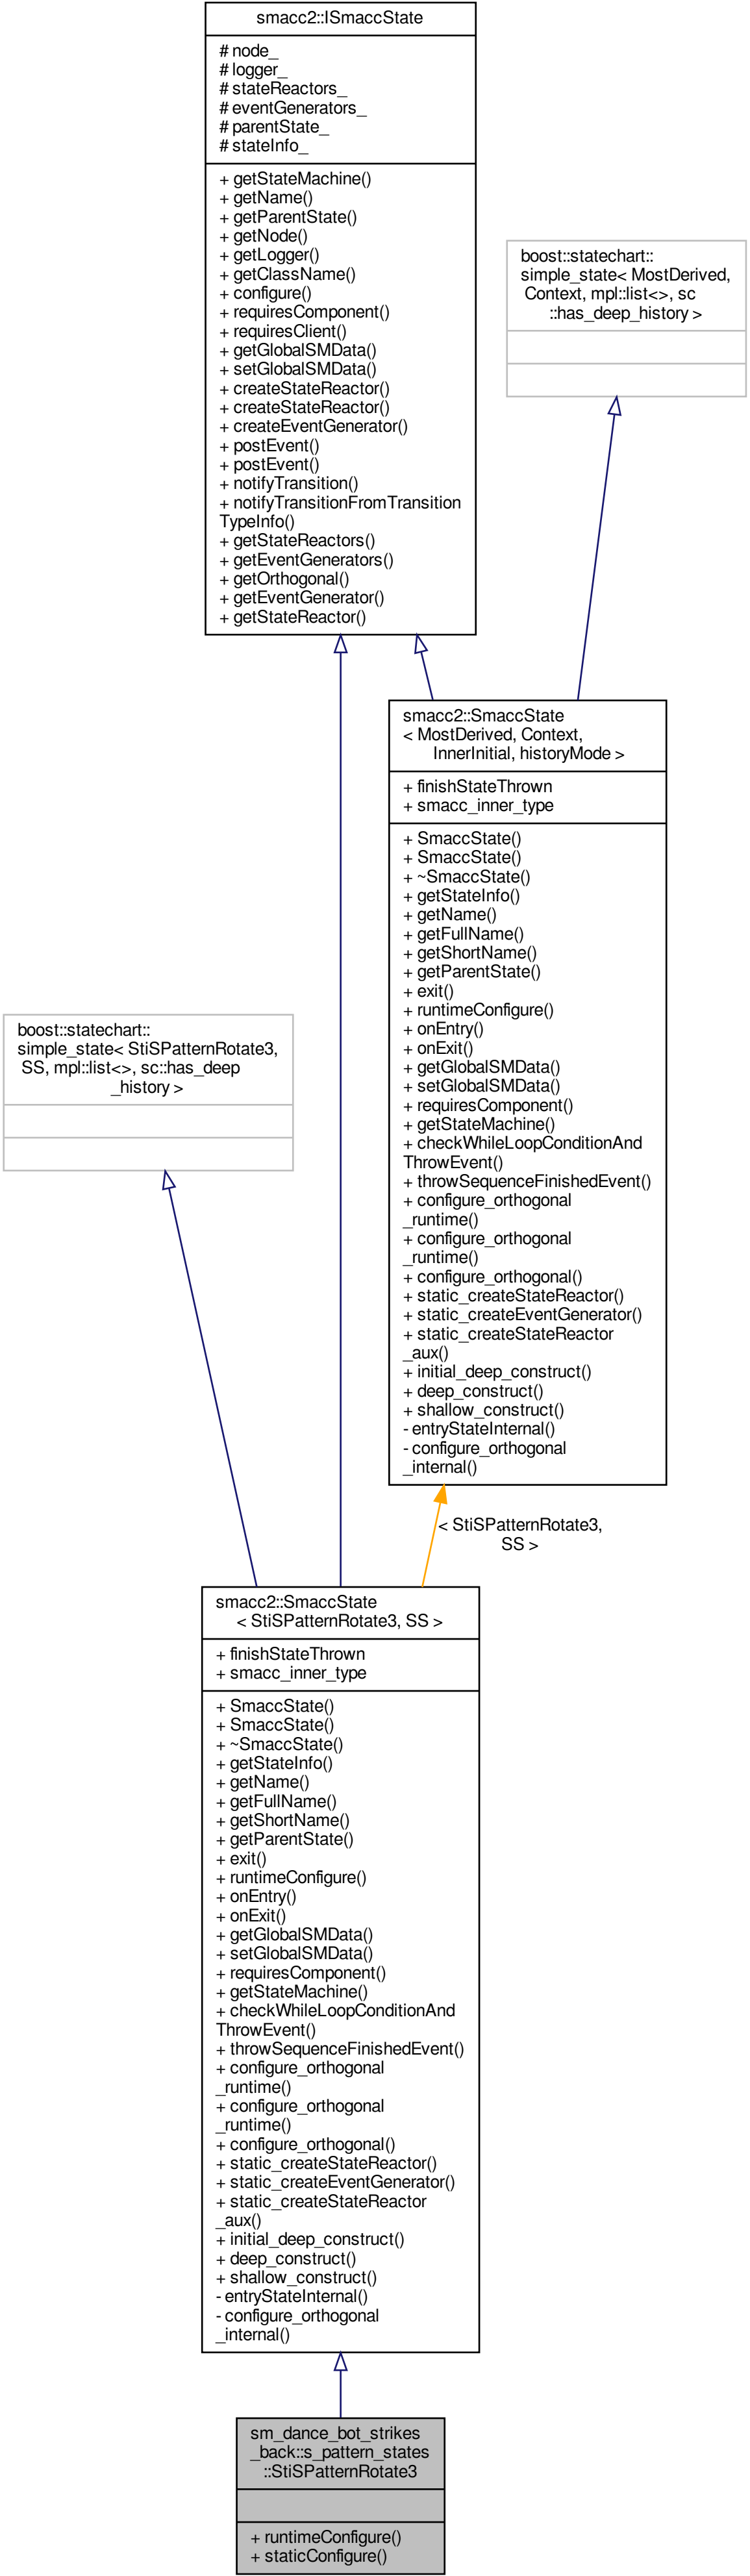 smacc2::ISmaccState
# node_
# logger_
# stateReactors_
# eventGenerators_
# parentState_
# stateInfo_
+ getStateMachine()
+ getName()
+ getParentState()
+ getNode()
+ getLogger()
+ getClassName()
+ configure()
+ requiresComponent()
+ requiresClient()
+ getGlobalSMData()
+ setGlobalSMData()
+ createStateReactor()
+ createStateReactor()
+ createEventGenerator()
+ postEvent()
+ postEvent()
+ notifyTransition()
+ notifyTransitionFromTransition
TypeInfo()
+ getStateReactors()
+ getEventGenerators()
+ getOrthogonal()
+ getEventGenerator()
+ getStateReactor()
boost::statechart::
simple_state< MostDerived,
Context, mpl::list<>, sc
::has_deep_history >
smacc2::SmaccState
< MostDerived, Context,
InnerInitial, historyMode >
+ finishStateThrown
+ smacc_inner_type
+ SmaccState()
+ SmaccState()
+ ~SmaccState()
+ getStateInfo()
+ getName()
+ getFullName()
+ getShortName()
+ getParentState()
+ exit()
+ runtimeConfigure()
+ onEntry()
+ onExit()
+ getGlobalSMData()
+ setGlobalSMData()
+ requiresComponent()
+ getStateMachine()
+ checkWhileLoopConditionAnd
ThrowEvent()
+ throwSequenceFinishedEvent()
+ configure_orthogonal
_runtime()
+ configure_orthogonal
_runtime()
+ configure_orthogonal()
+ static_createStateReactor()
+ static_createEventGenerator()
+ static_createStateReactor
_aux()
+ initial_deep_construct()
+ deep_construct()
+ shallow_construct()
- entryStateInternal()
- configure_orthogonal
_internal()
boost::statechart::
simple_state< StiSPatternRotate3,
SS, mpl::list<>, sc::has_deep
_history >
< StiSPatternRotate3,
SS >
smacc2::SmaccState
< StiSPatternRotate3, SS >
+ finishStateThrown
+ smacc_inner_type
+ SmaccState()
+ SmaccState()
+ ~SmaccState()
+ getStateInfo()
+ getName()
+ getFullName()
+ getShortName()
+ getParentState()
+ exit()
+ runtimeConfigure()
+ onEntry()
+ onExit()
+ getGlobalSMData()
+ setGlobalSMData()
+ requiresComponent()
+ getStateMachine()
+ checkWhileLoopConditionAnd
ThrowEvent()
+ throwSequenceFinishedEvent()
+ configure_orthogonal
_runtime()
+ configure_orthogonal
_runtime()
+ configure_orthogonal()
+ static_createStateReactor()
+ static_createEventGenerator()
+ static_createStateReactor
_aux()
+ initial_deep_construct()
+ deep_construct()
+ shallow_construct()
- entryStateInternal()
- configure_orthogonal
_internal()
sm_dance_bot_strikes
_back::s_pattern_states
::StiSPatternRotate3
+ runtimeConfigure()
+ staticConfigure()